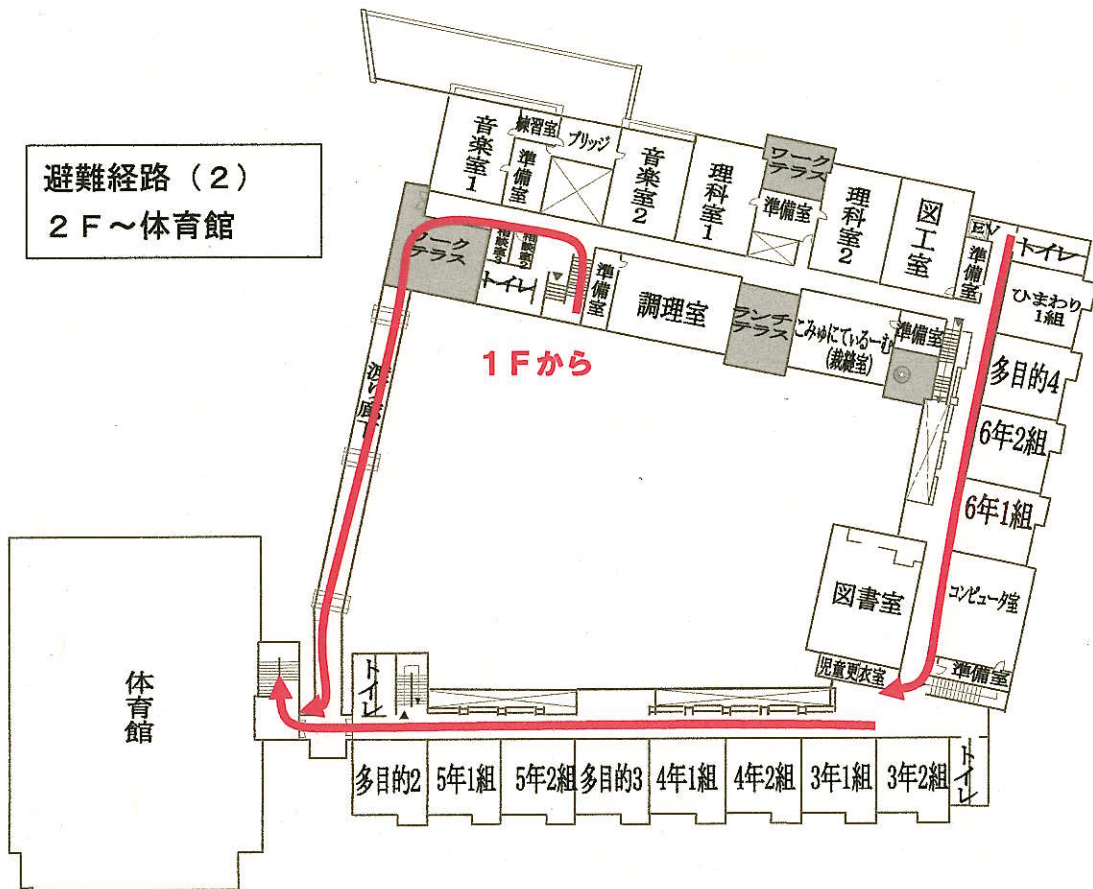 避難経路（２）
２Ｆ～体育館
音楽室1
練習室
準備室
ブリッジ
音楽室2
理科室1
ワークテラス
準備室
理科室2
図工室
EV
準備室
トイレ
ひまわり
1組
多目的4
6年2組
6年1組
コンピュータ室
準備室
図書室
児童更衣室
ワーク
テラス
相談室2
トイレ
準備室
調理室
ランチ
テラス
こみゅにてぃるーむ
(裁縫室)
準備室
１Ｆから
渡り廊下
体育館
トイレ
多目的2
5年1組
5年2組
多目的3
4年1組
4年2組
3年1組
3年2組
トイレ